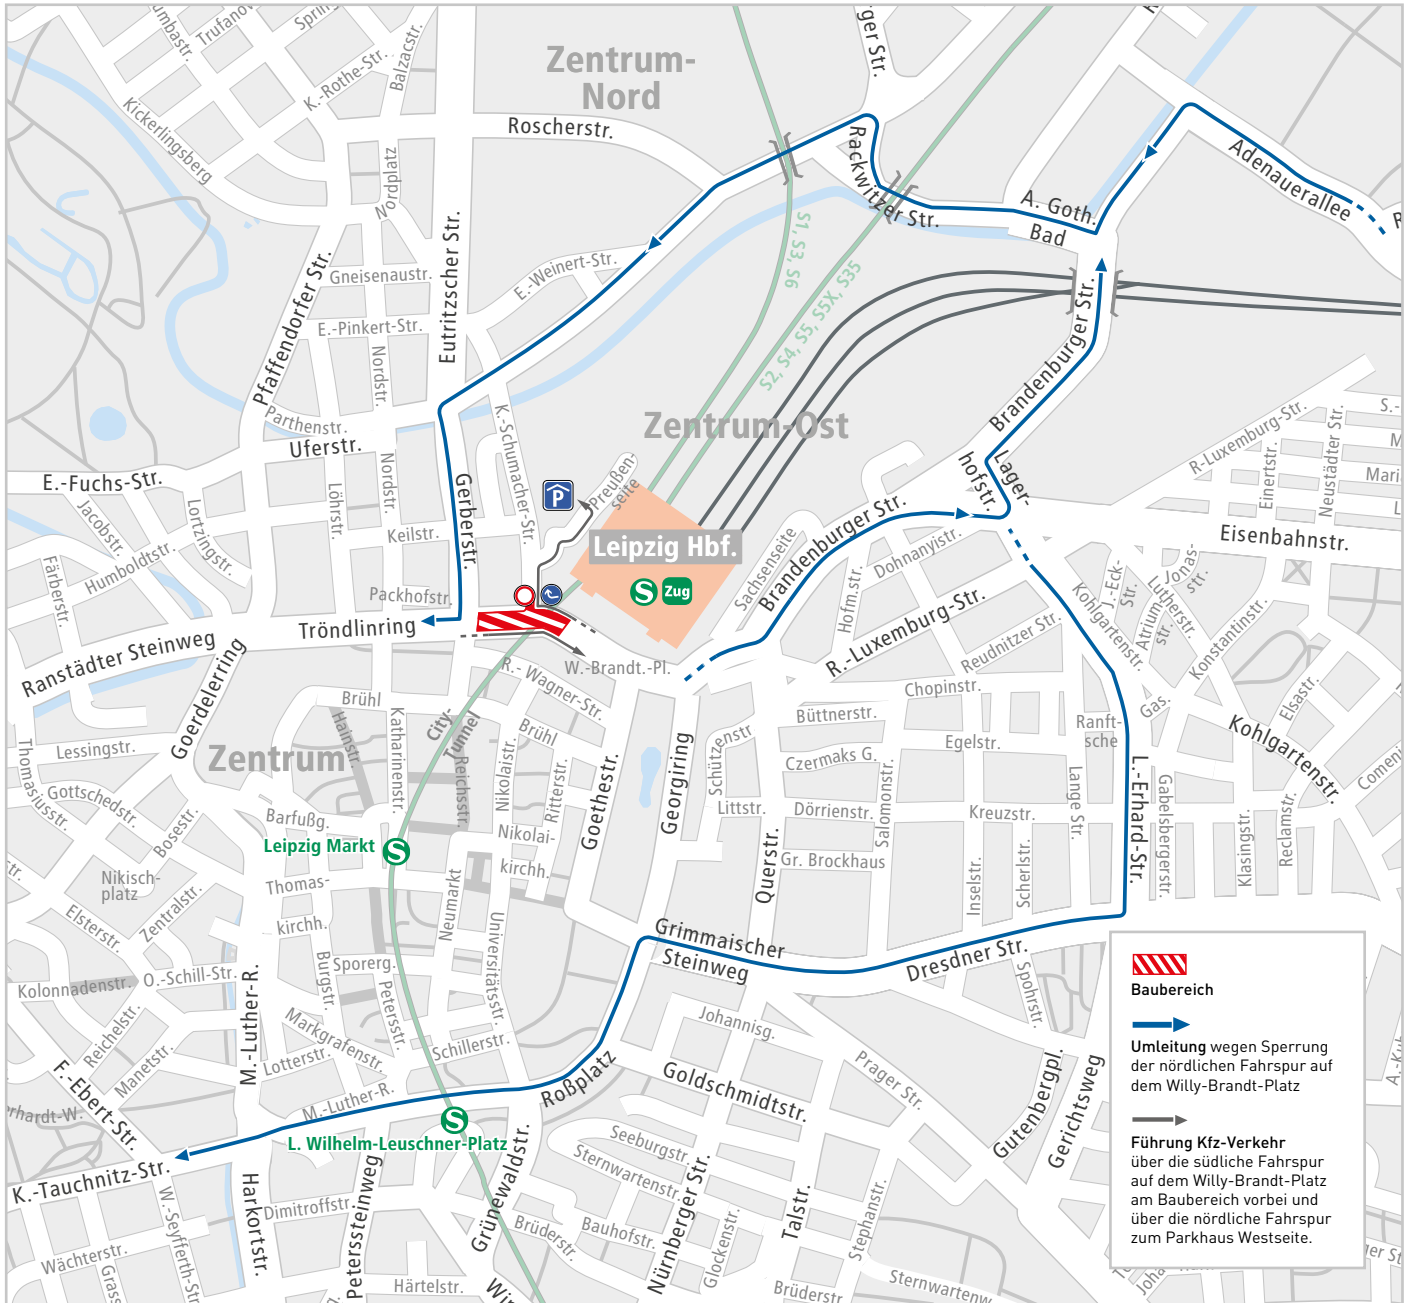 Trufanov
Spring
Balzacstr.
K.-Rothe-Str.
Kickerlingsberg
Zentrum-
Nord
Roscherstr.
Rackwitzer Str.
A. Goth.
Bad
Adenauerallee
Nordplatz
Eutritzscher Str.
Gneisenaustr.
E.-Weinert-Str.
E.-Pinkert-Str.
Pfaffendorfer Str.
Nordstr.
S1, S3, S6
S2, S4, S5, S5X, S35
Brandenburger Str.
Zentrum-Ost
Parthenstr.
Uferstr.
E.-Fuchs-Str.
K.-Schumacher-Str.
Preußen-
seite
P
Lager-
hofstr.
R-Luxemburg-Str.
Einertstr.
Neustädter Str.
Eisenbahnstr.
Jacobstr.
Humboldtstr.
Lortzingstr.
Färberstr.
Löhrstr.
Nordstr.
Keilstr.
Gerberstr.
Packhofstr.
Leipzig Hbf.
S
Zug
Sachsenseite
Brandenburger Str.
Dohnanyistr.
Hofm.str.
R.-Luxemburg-Str.
Reudnitzer Str.
Kohlgartenstr.
J.-Eck-
Str.
Jonas-
str.
Lutherstr.
Atrium-
str.
Konstantinstr.
Tröndlinring
Ranstädter Steinweg
Goerdelerring
W.-Brandt.-Pl.
R.- Wagner-Str.
Brühl
Hainstr.
Katharinenstr.
City-
Tunnel
Reichsstr.
Nikolaistr.
Brühl
Ritterstr.
Goethestr.
Georgiring
Schützenstr
Büttnerstr.
Czermaks G.
Chopinstr.
Egelstr.
Ranft-
sche
Gas.
Elsastr.
Kohlgartenstr.
Zentrum
Lessingstr.
Thomasiusstr.
Gottschedstr.
Bosestr.
Barfußg.
Leipzig Markt
S
Nikolai-
kirchh.
Littstr.
Dörrienstr.
Salomonstr.
Kreuzstr.
Lange Str.
L.-Erhard-Str.
Gabelsbergerstr.
Klasingstr.
Reclamstr.
Gr. Brockhaus
Querstr.
Inselstr.
Scherlstr.
Nikisch-
platz
Thomas-
kirchh.
Neumarkt
Universitätsstr.
Elsterstr.
Zentralstr.
Kolonnadenstr.
O.-Schill-Str.
M.-Luther-R.
Burgstr.
Sporerg.
Petersstr.
Grimmaischer
Steinweg
Dresdner Str.
Spohrstr.
Reichelstr.
Manetstr.
Markgrafenstr.
Lotterstr.
M.-Luther-R.
Schillerstr.
Roßplatz
Johannisg.
Goldschmidtstr.
Prager Str.
Gutenbergpl.
Gerichtsweg
F.-Ebert-Str.
K.-Tauchnitz-Str.
S
L. Wilhelm-Leuschner-Platz
Harkortstr.
Dimitroffstr.
Peterssteinweg
Grünewaldstr.
W.-Seyfferth-Str
Wächterstr.
Härtelstr.
Brüderstr.
Seeburgstr.
Sternwartenstr.
Bauhofstr.
Nürnberger Str.
Glockenstr.
Talstr.
Stephanstr.
Brüderstr
Sternwartenw
Baubereich
Umleitung wegen Sperrung
der nördlichen Fahrspur auf
dem Willy-Brandt-Platz
Führung Kfz-Verkehr
über die südliche Fahrspur
auf dem Willy-Brandt-Platz
am Baubereich vorbei und
über die nördliche Fahrspur
zum Parkhaus Westseite.